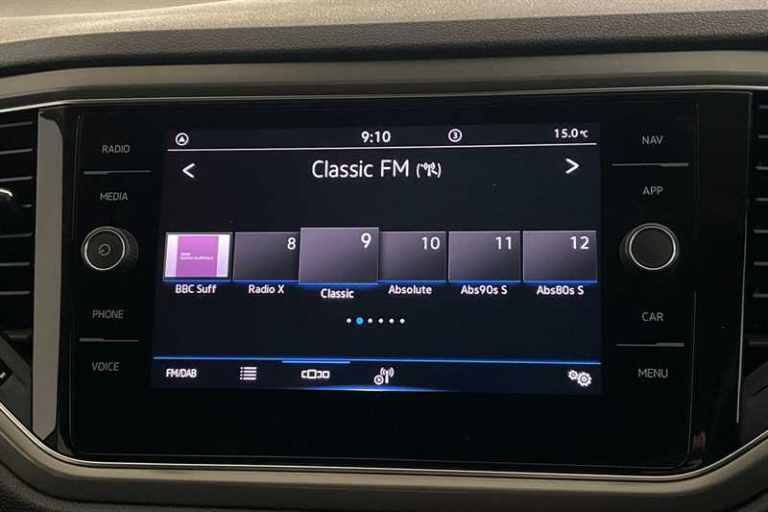 RADIO
MEDIA
PHONE
VOICE
9:10
3
15.0°C
< Classic FM >
8
9
10
11
12
BBC Suff
Radio X
Classic
Absolute
Abs90s S
Abs80s S
FM/DAB
NAV
APP
CAR
MENU